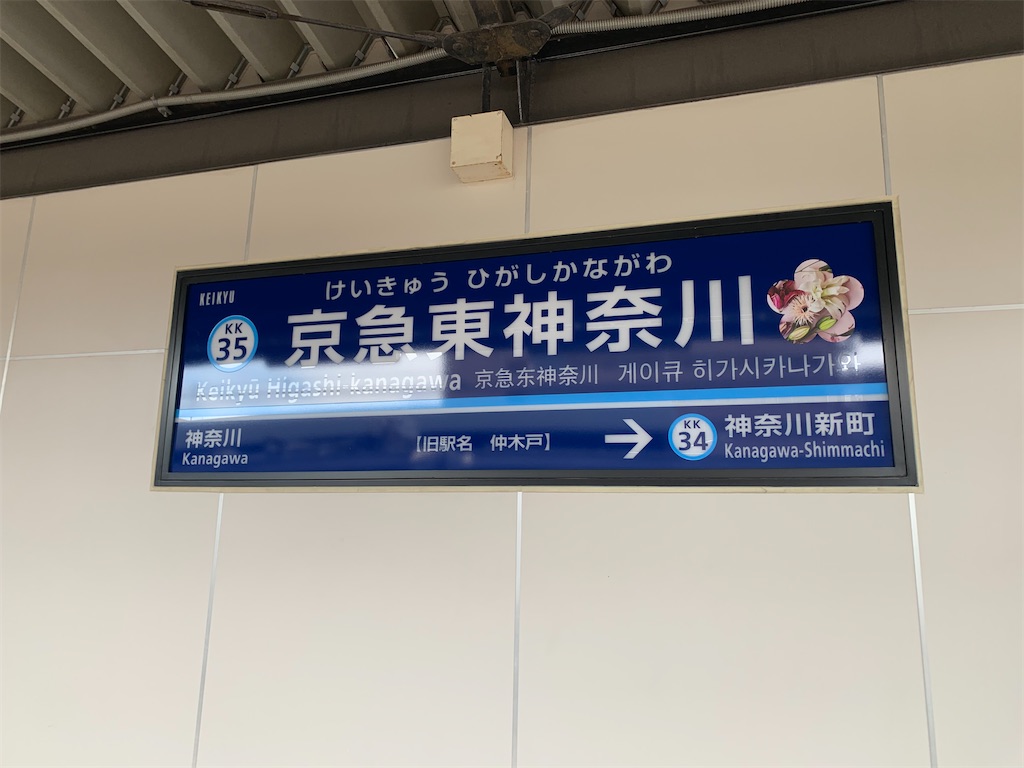 KEIKYU
けいきゅう ひがしかながわ
KK
35
京急東神奈川
Keikyū Higashi-kanagawa 京急东神奈川 게이큐 히가시카나가와
神奈川
Kanagawa
【旧駅名 仲木戸】
→
KK
34
神奈川新町
Kanagawa-Shimmachi